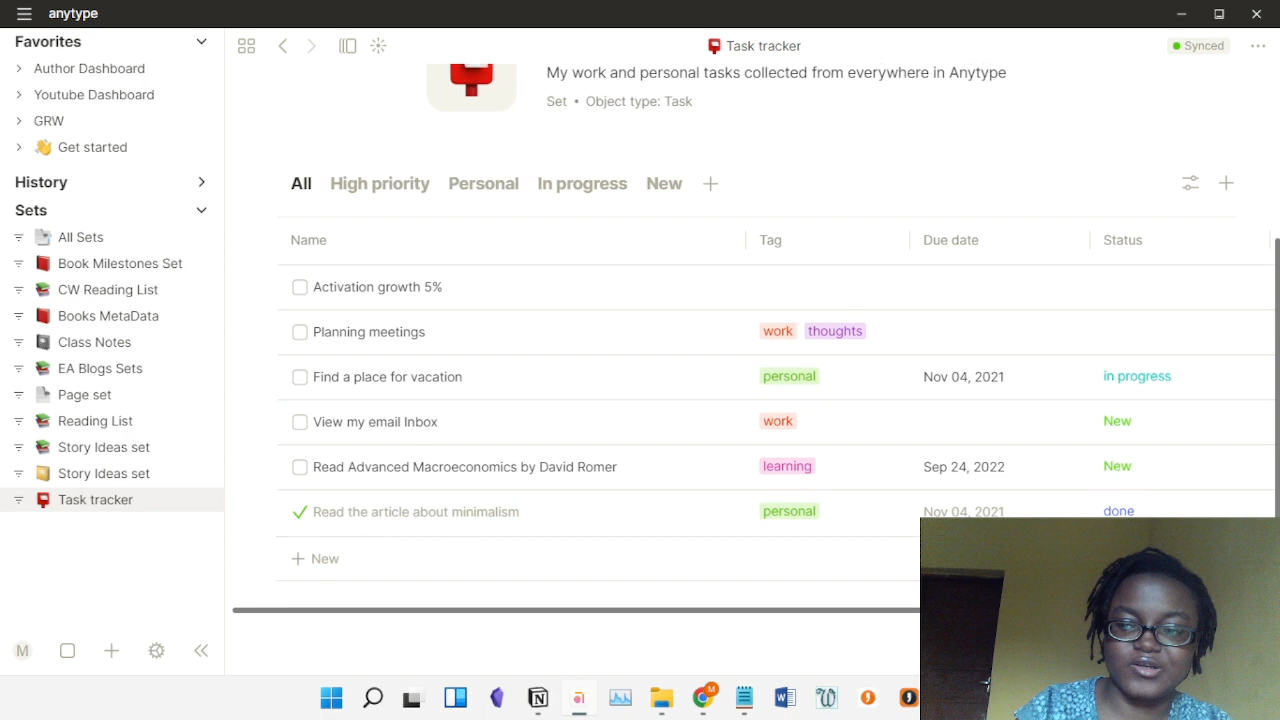 anytype
Favorites
Author Dashboard
Youtube Dashboard
GRW
Get started
History
Sets
All Sets
Book Milestones Set
CW Reading List
Books MetaData
Class Notes
EA Blogs Sets
Page set
Reading List
Story Ideas set
Story Ideas set
Task tracker
M
Task tracker
Synced
My work and personal tasks collected from everywhere in Anytype
Set • Object type: Task
All High priority Personal In progress New
Name Tag Due date Status
Activation growth 5%
Planning meetings work thoughts
Find a place for vacation personal Nov 04, 2021 in progress
View my email Inbox work New
Read Advanced Macroeconomics by David Romer learning Sep 24, 2022 New
Read the article about minimalism personal Nov 04, 2021 done
New